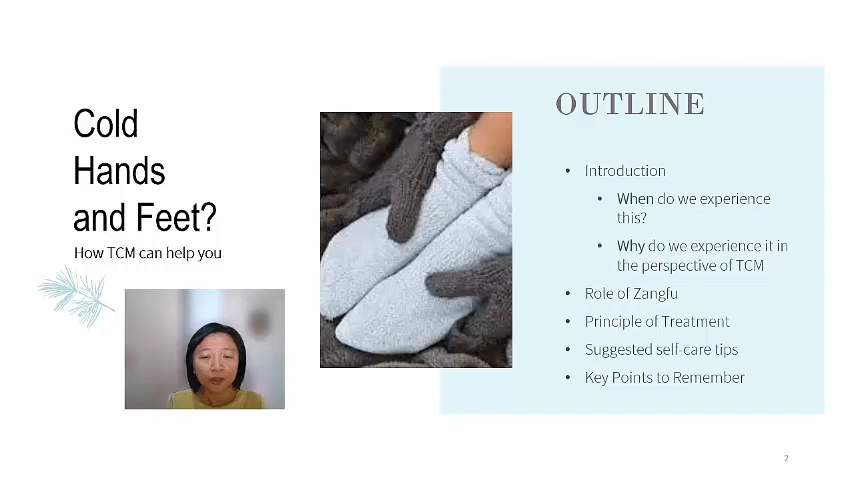 Cold
Hands
and Feet?
How TCM can help you
OUTLINE
• Introduction
• When do we experience
this?
• Why do we experience it in
the perspective of TCM
• Role of Zangfu
• Principle of Treatment
• Suggested self-care tips
• Key Points to Remember
2